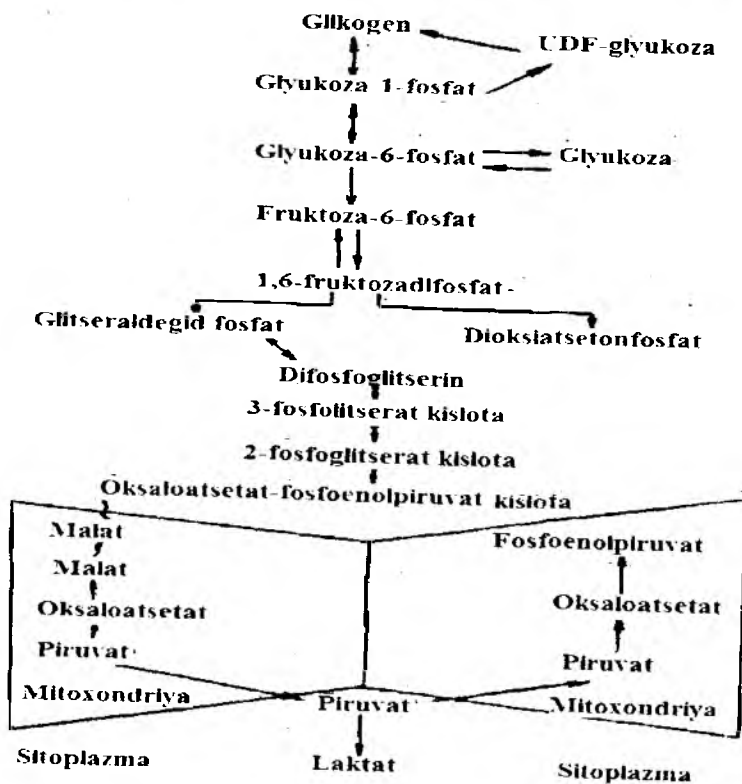 Glikogen
UDF-glyukoza
Glyukoza 1-fosfat
Glyukoza-6-fosfat
Glyukoza
Fruktoza-6-fosfat
1,6-fruktozadifosfat-
Glitseraldegid fosfat
Dioksiatsetonfosfat
Difosfoglitserin
3-fosfolitserat kislota
2-fosfoglitserat kislota
Oksaloatsetat-fosfoenolpiruvat kislota
Malat
Malat
Oksaloatsetat
Piruvat
Mitoxondriya
Fosfoenolpiruvat
Oksaloatsetat
Piruvat
Mitoxondriya
Piruvat
Laktat
Sitoplazma
Sitoplazma